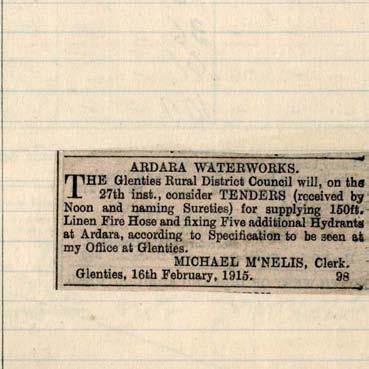 ARDARA WATERWORKS.
THE Glenties Rural District Council will, on the
27th inst., consider TENDERS (received by
Noon and naming Sureties) for supplying 150ft.
Linen Fire Hose and fixing Five additional Hydrants
at Ardara, according to Specification to be seen at
my Office at Glenties.
MICHAEL M'NELIS, Clerk.
Glenties, 16th February, 1915. 98